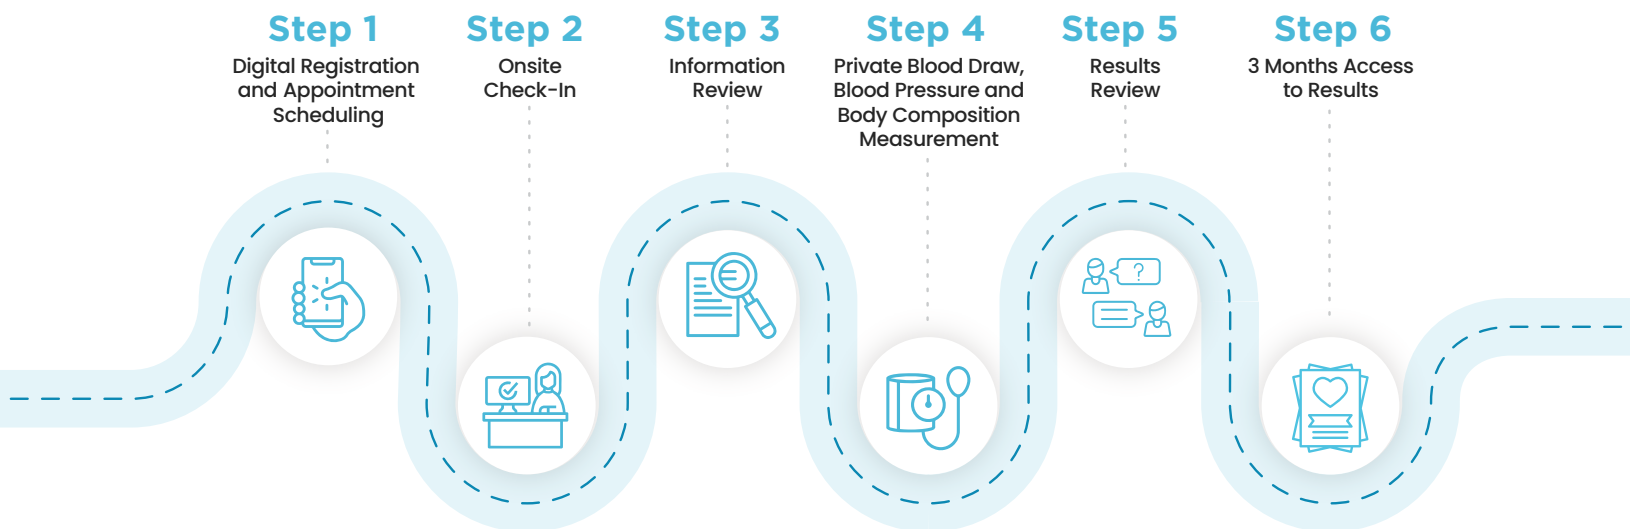 Step 1
Digital Registration
and Appointment
Scheduling
Step 2
Onsite
Check-In
Step 3
Information
Review
Step 4
Private Blood Draw,
Blood Pressure and
Body Composition
Measurement
Step 5
Results
Review
?
Step 6
3 Months Access
to Results